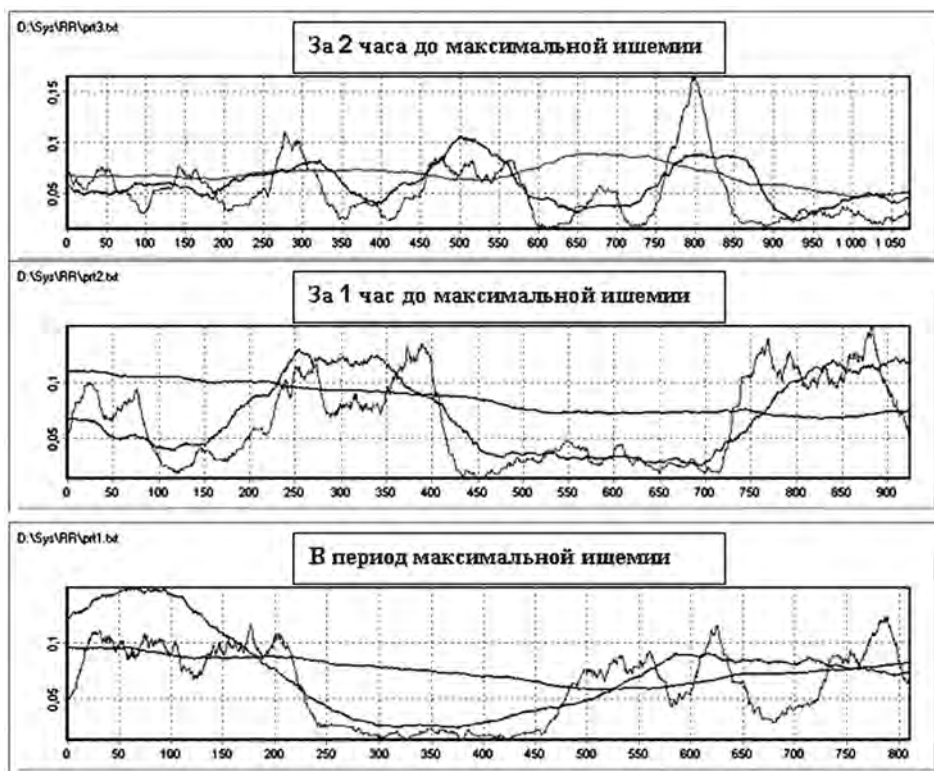 D:\Sys\RR\prt3.txt
За 2 часа до максимальной ишемии
0,15
0,1
0,05
0 50 100 150 200 250 300 350 400 450 500 550 600 650 700 750 800 850 900 950 1 000 1 050
D:\Sys\RR\prt2.txt
За 1 час до максимальной ишемии
0,1
0,05
0 50 100 150 200 250 300 350 400 450 500 550 600 650 700 750 800 850 900
D:\Sys\RR\prt1.txt
В период максимальной ишемии
0,1
0,05
0 50 100 150 200 250 300 350 400 450 500 550 600 650 700 750 800